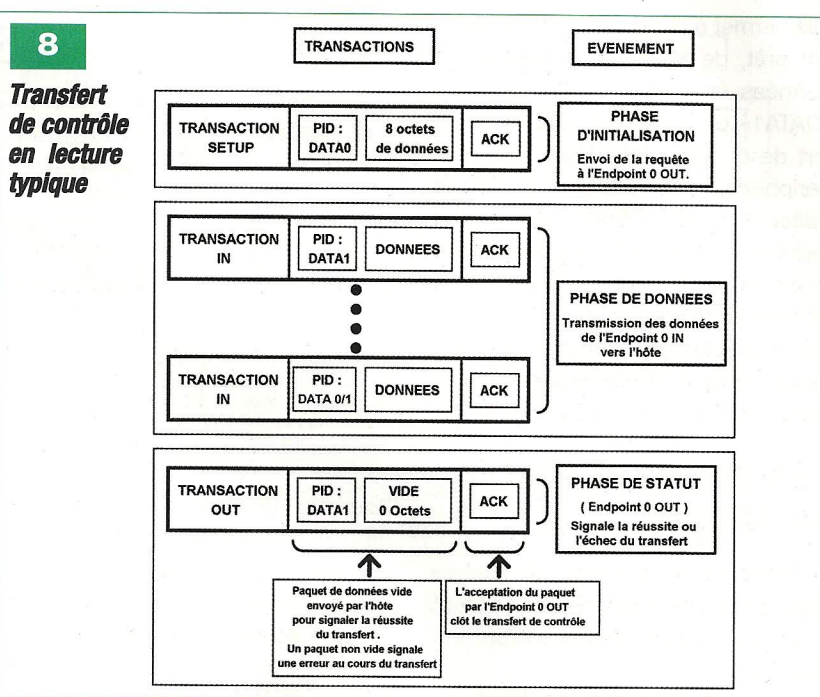 8
Transfert
de contrôle
en lecture
typique
TRANSACTIONS
EVENEMENT
TRANSACTION
SETUP
PID :
DATA0
8 octets
de données
ACK
PHASE
D'INITIALISATION
Envoi de la requête
à l'Endpoint 0 OUT.
TRANSACTION
IN
PID :
DATA1
DONNEES
ACK
PHASE DE DONNEES
Transmission des données
de l'Endpoint 0 IN
vers l'hôte
TRANSACTION
IN
PID :
DATA 0/1
DONNEES
ACK
TRANSACTION
OUT
PID :
DATA1
VIDE
0 Octets
ACK
PHASE DE STATUT
( Endpoint 0 OUT )
Signale la réussite ou
l'échec du transfert
Paquet de données vide
envoyé par l'hôte
pour signaler la réussite
du transfert .
Un paquet non vide signale
une erreur au cours du transfert
L'acceptation du paquet
par l'Endpoint 0 OUT
clôt le transfert de contrôle